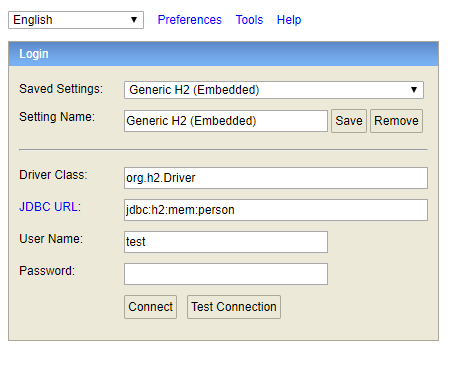 English Preferences Tools Help
Login
Saved Settings: Generic H2 (Embedded)
Setting Name: Generic H2 (Embedded) Save Remove
Driver Class: org.h2.Driver
JDBC URL: jdbc:h2:mem:person
User Name: test
Password:
Connect Test Connection